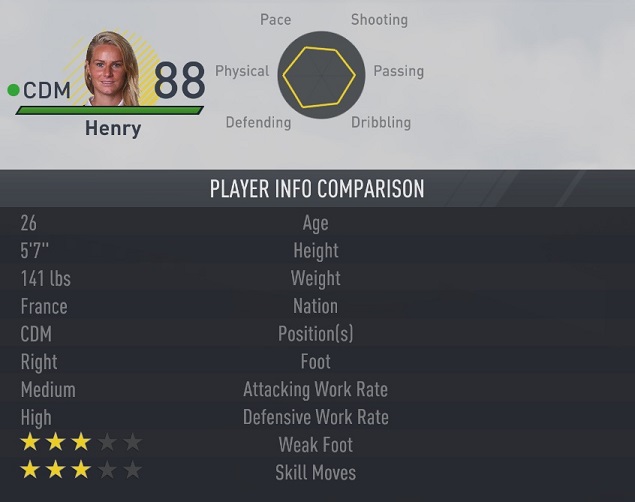 Pace Shooting
CDM 88 Physical Passing
Henry Defending Dribbling
PLAYER INFO COMPARISON
26 Age
5'7" Height
141 lbs Weight
France Nation
CDM Position(s)
Right Foot
Medium Attacking Work Rate
High Defensive Work Rate
Weak Foot
Skill Moves